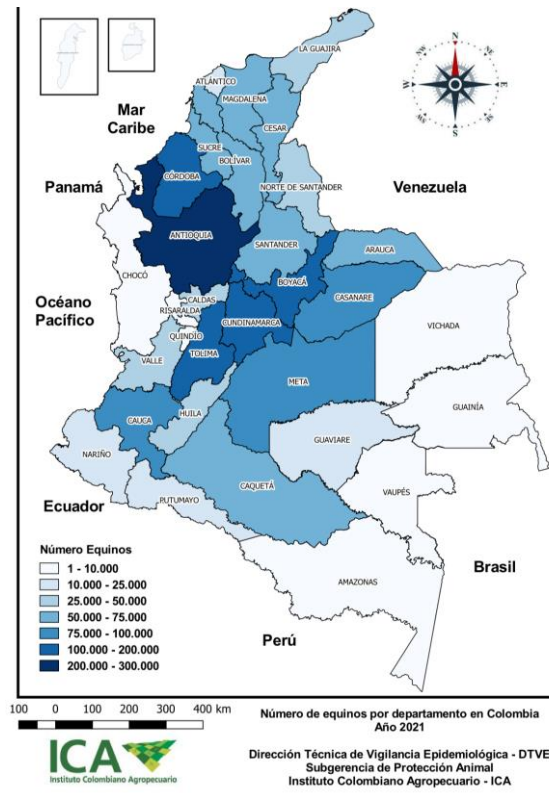 LA GUAJIRA
ATLÁNTICO
MAGDALENA
Mar
Caribe
CESAR
SUCRE
BOLÍVAR
CÓRDOBA
NORTE DE SANTANDER
Panamá
Venezuela
ANTIOQUIA
SANTANDER
ARAUCA
CHOCÓ
BOYACÁ
CASANARE
Océano
Pacífico
CALDAS
RISARALDA
CUNDINAMARCA
VICHADA
QUINDÍO
TOLIMA
VALLE
META
GUAINÍA
HUILA
CAUCA
GUAVIARE
NARIÑO
CAQUETÁ
VAUPÉS
PUTUMAYO
Ecuador
Brasil
AMAZONAS
Perú
Número Equinos
1 - 10.000
10.000 - 25.000
25.000 - 50.000
50.000 - 75.000
75.000 - 100.000
100.000 - 200.000
200.000 - 300.000
100 0 100 200 300 400 km
Número de equinos por departamento en Colombia
Año 2021
ICA
Instituto Colombiano Agropecuario
Dirección Técnica de Vigilancia Epidemiológica - DTVE
Subgerencia de Protección Animal
Instituto Colombiano Agropecuario - ICA
N
E
S
W